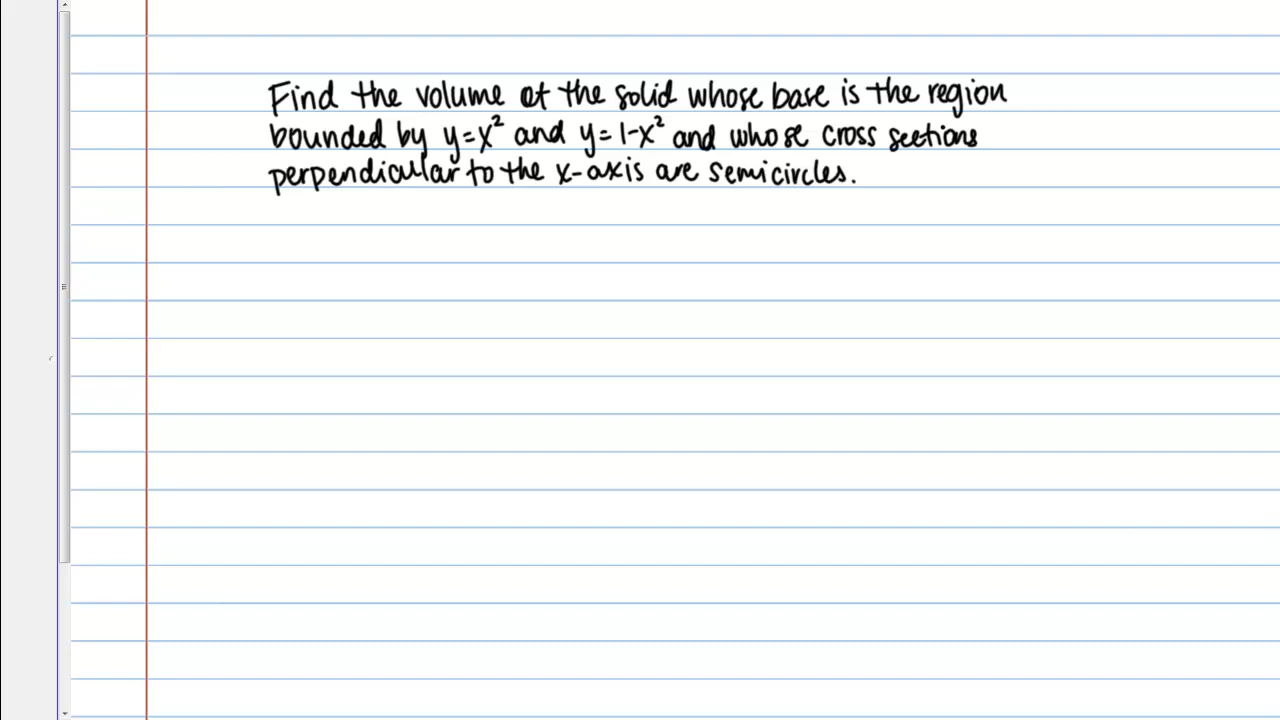 Find the volume of the solid whose base is the region
bounded by y=x² and y=1-x² and whose cross sections
perpendicular to the x-axis are semicircles.